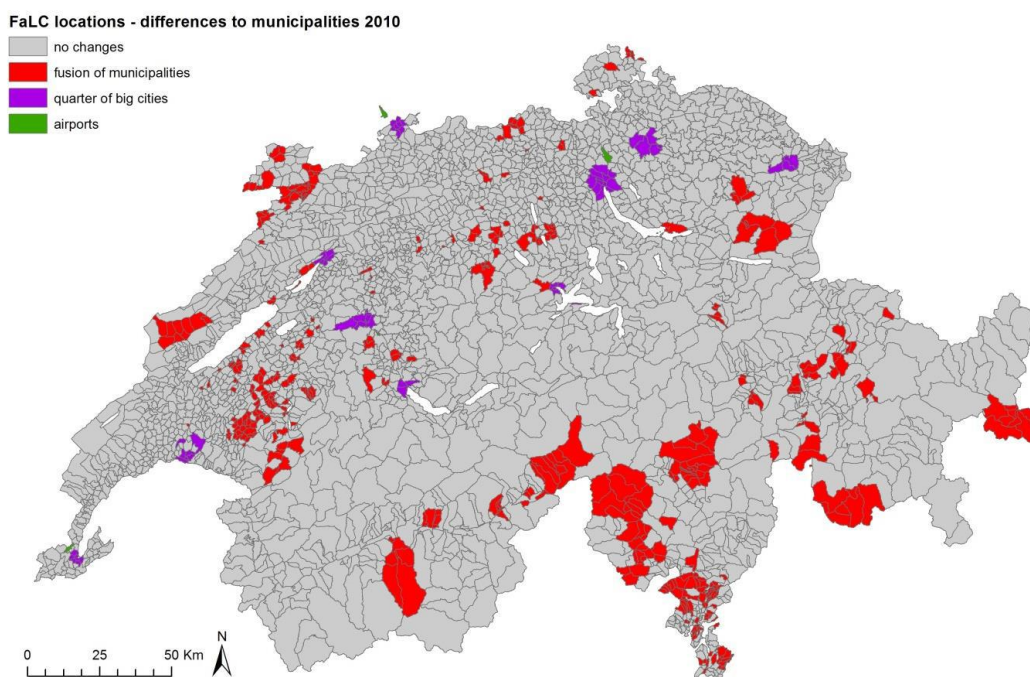 FaLC locations - differences to municipalities 2010
no changes
fusion of municipalities
quarter of big cities
airports
N
0 25 50 Km